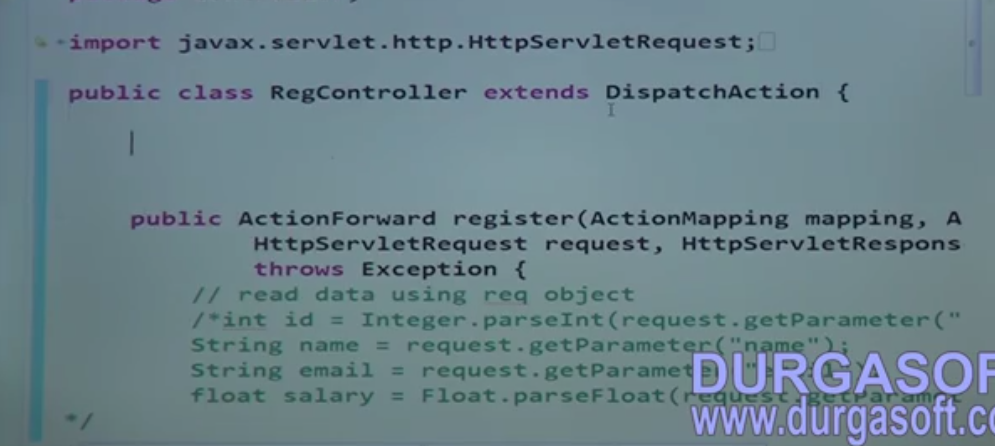 import javax.servlet.http.HttpServletRequest;
public class RegController extends DispatchAction {
public ActionForward register(ActionMapping mapping, A
HttpServletRequest request, HttpServletRespons
throws Exception {
// read data using req object
/*int id = Integer.parseInt(request.getParameter("
String name = request.getParameter("name");
String email = request.getParamet
float salary = Float.parseFloat(request.getParamet
*/
DURGASOF
www.durgasoft.co